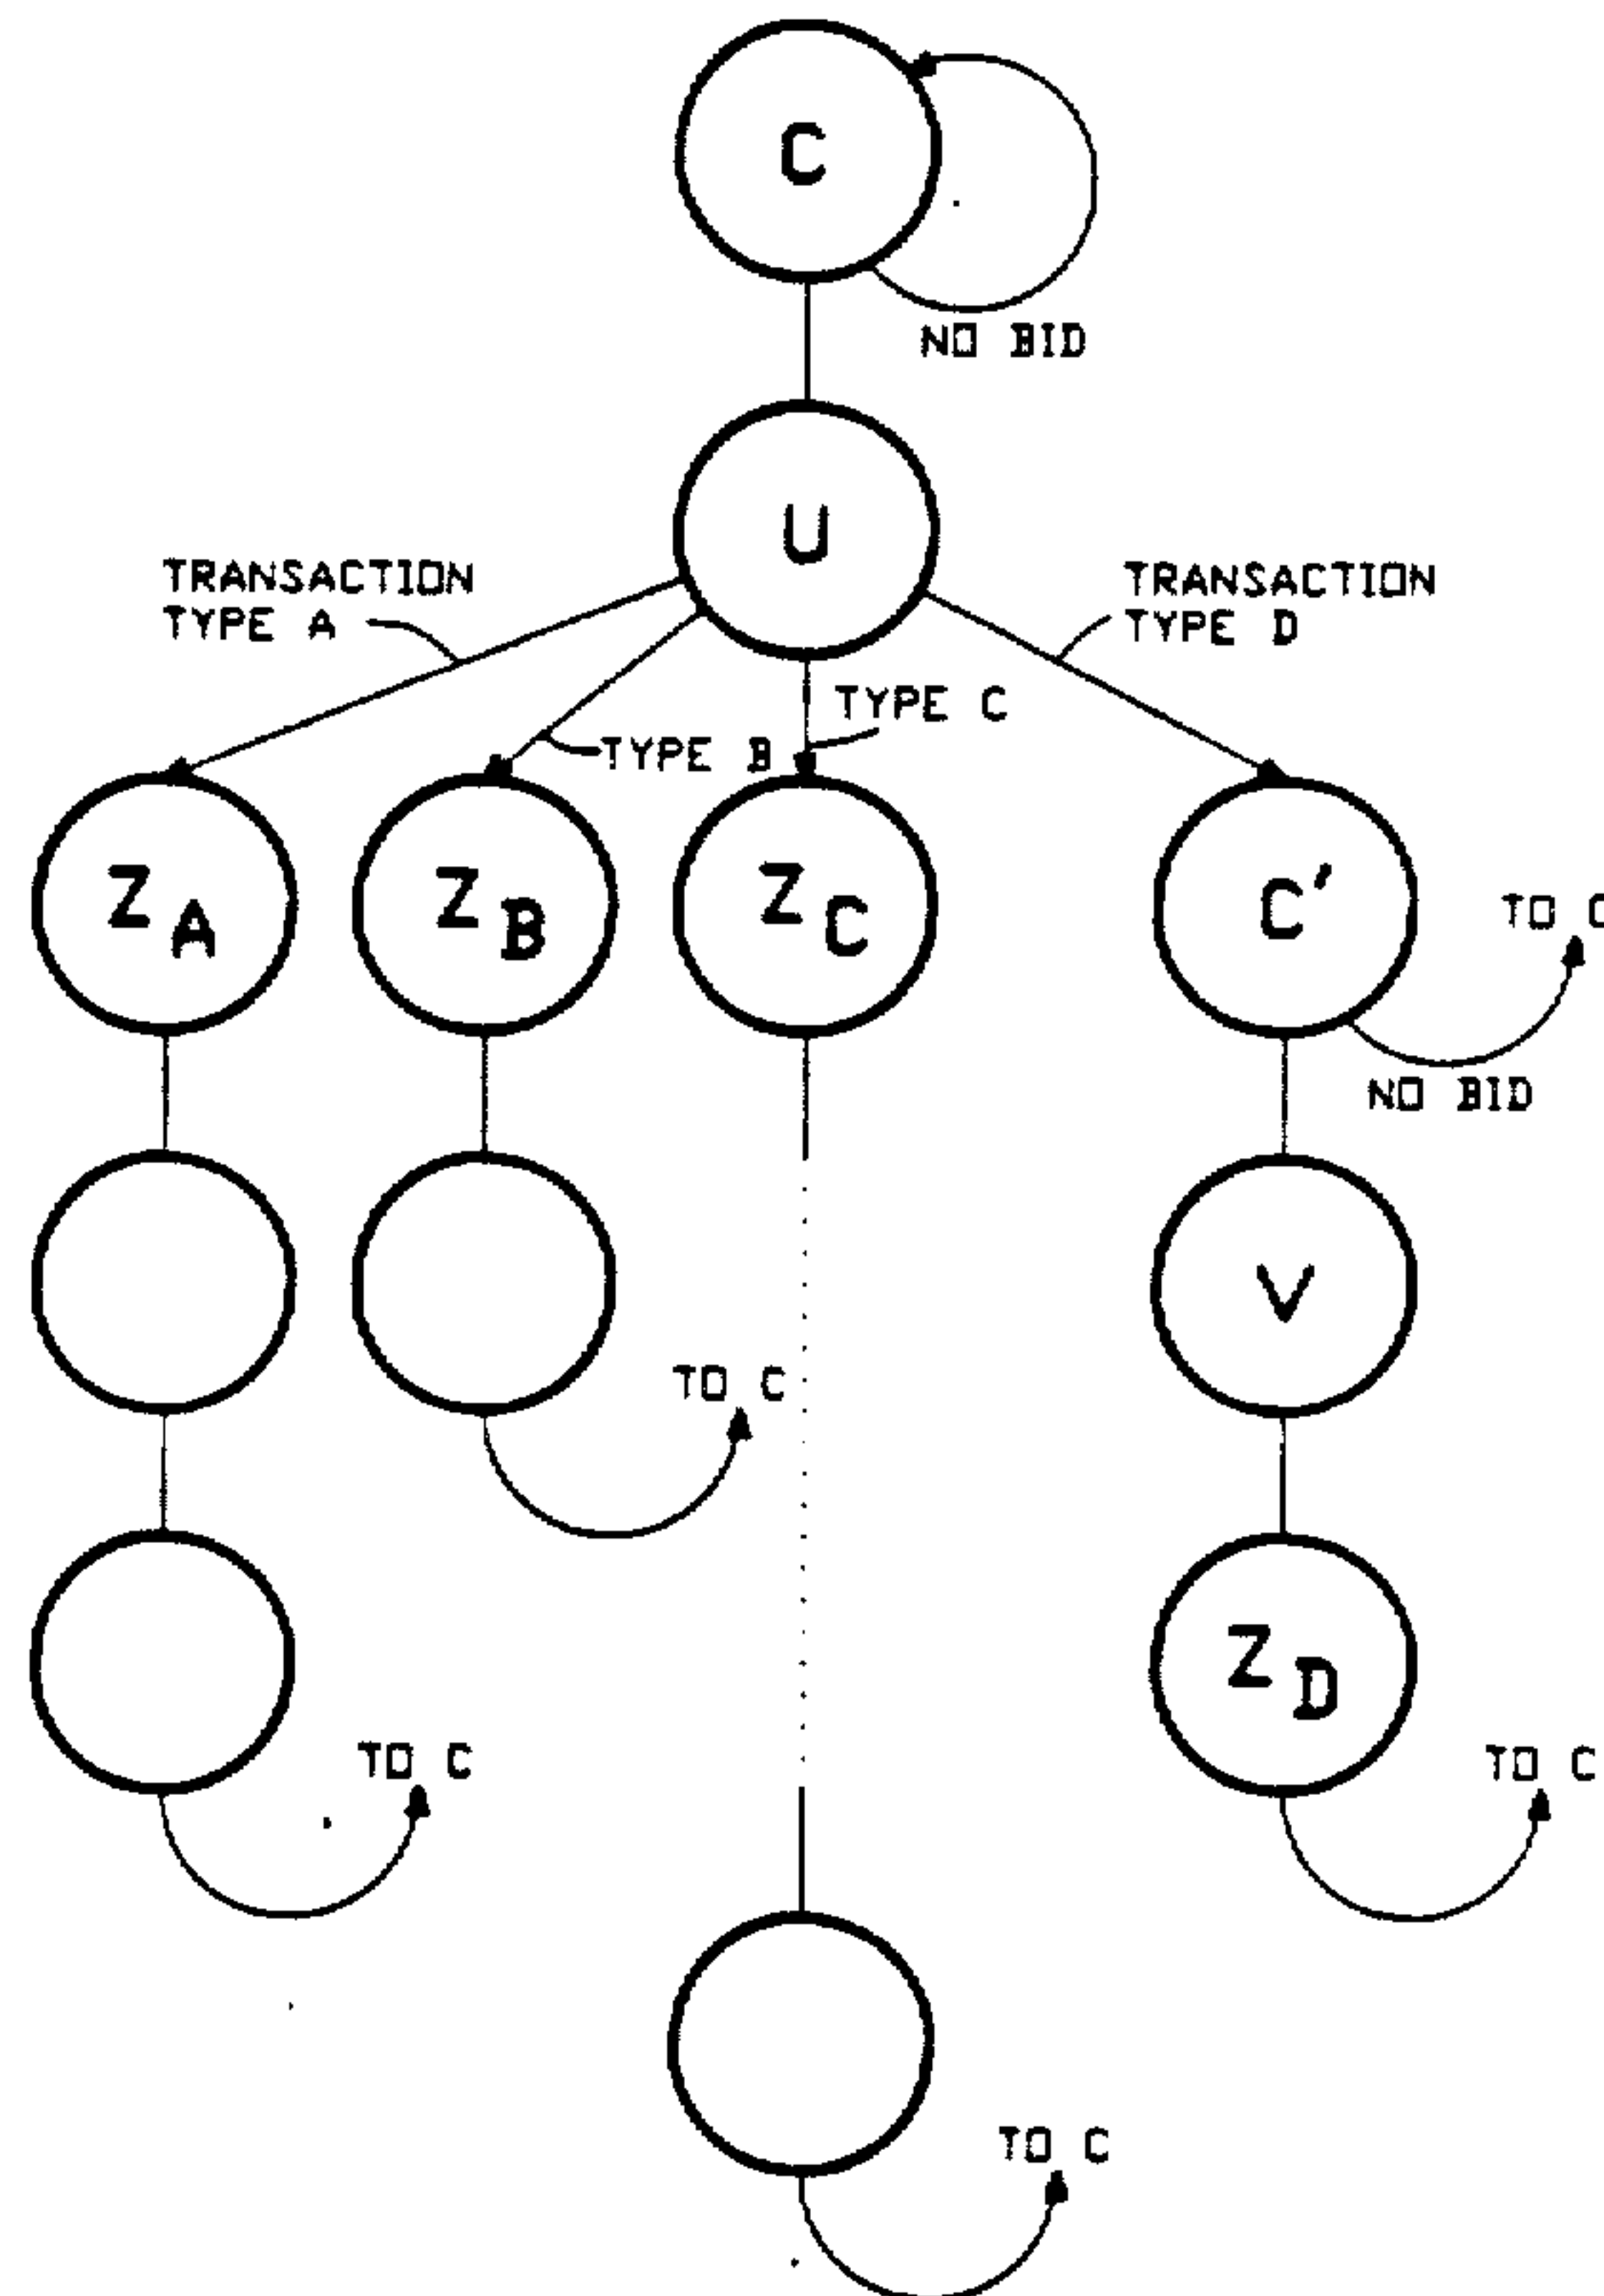 C
NO BID
U
TRANSACTION
TYPE A
TRANSACTION
TYPE D
TYPE C
TYPE B
Z A
Z B
Z C
C'
TO C
NO BID
V
TO C
Z D
TO C
TO C
TO C